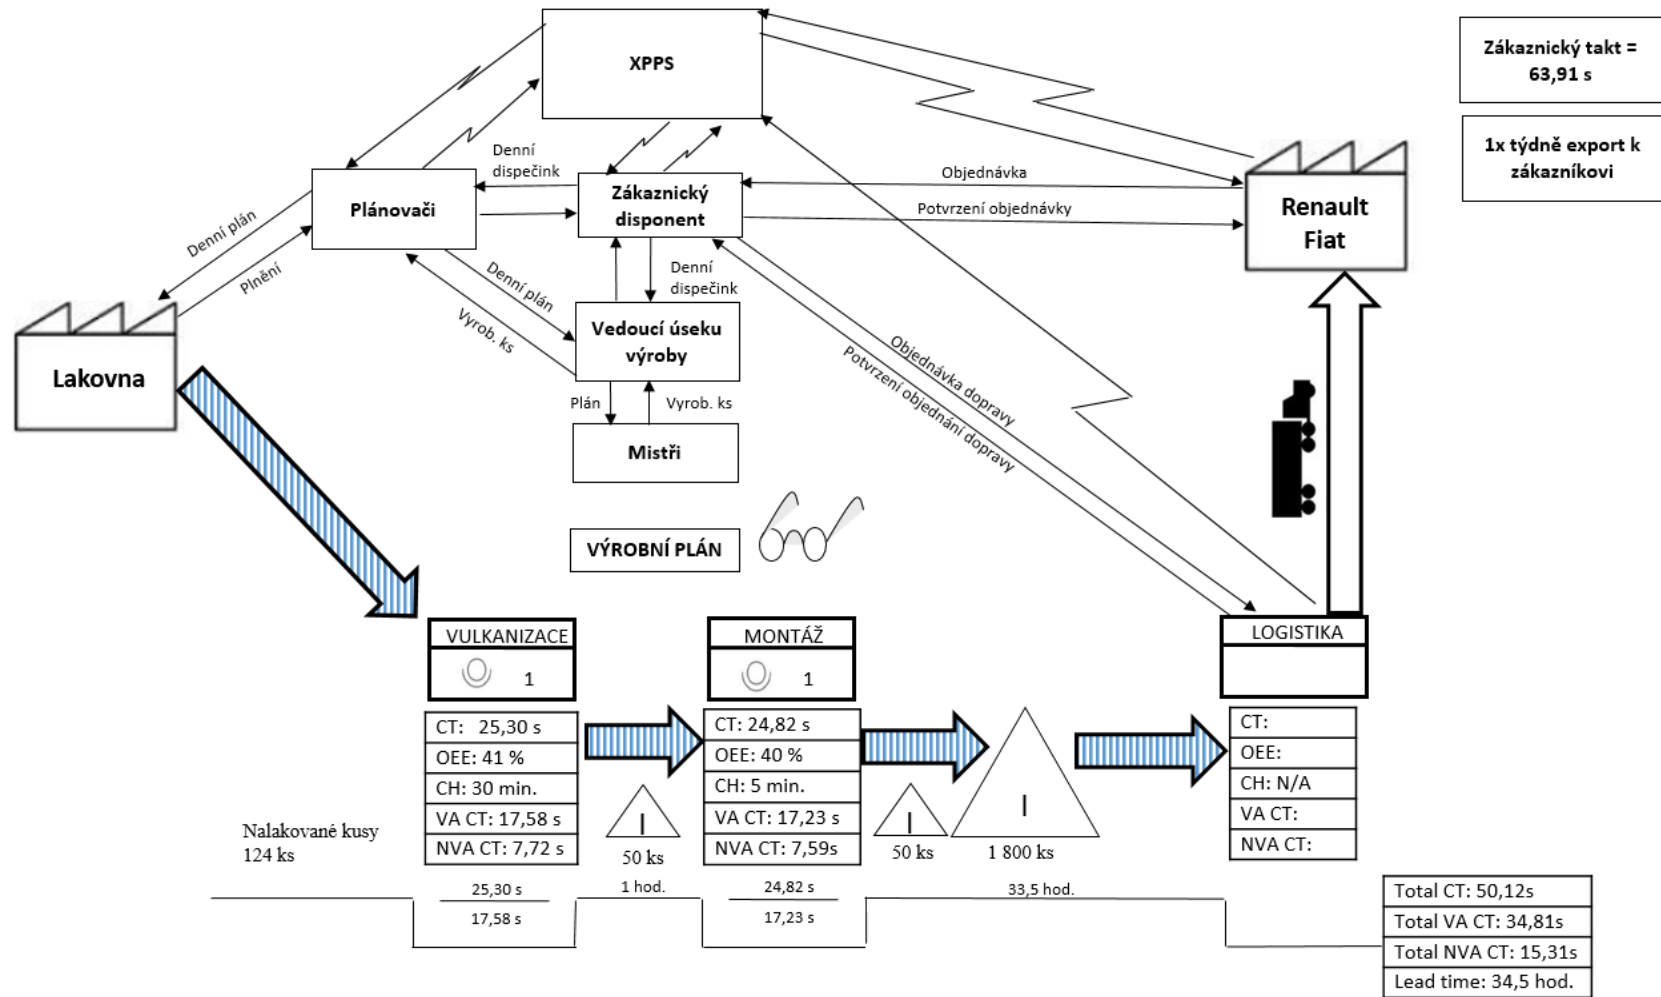 XPPS
Zákaznický takt =
63,91 s
1x týdně export k
zákazníkovi
Denní
dispečink
Plánovači
Zákaznický
disponent
Objednávka
Potvrzení objednávky
Renault
Fiat
Denní plán
Plnění
Denní plán
Vyrob. ks
Denní
dispečink
Vedoucí úseku
výroby
Lakovna
Plán
Vyrob. ks
Mistři
Objednávka dopravy
Potvrzení objednání dopravy
VÝROBNÍ PLÁN
VULKANIZACE
1
MONTÁŽ
1
LOGISTIKA
CT: 25,30 s
OEE: 41 %
CH: 30 min.
VA CT: 17,58 s
NVA CT: 7,72 s
CT: 24,82 s
OEE: 40 %
CH: 5 min.
VA CT: 17,23 s
NVA CT: 7,59s
CT:
OEE:
CH: N/A
VA CT:
NVA CT:
Nalakované kusy
124 ks
I
50 ks
I
50 ks
I
1 800 ks
25,30 s
17,58 s
1 hod.
24,82 s
17,23 s
33,5 hod.
Total CT: 50,12s
Total VA CT: 34,81s
Total NVA CT: 15,31s
Lead time: 34,5 hod.